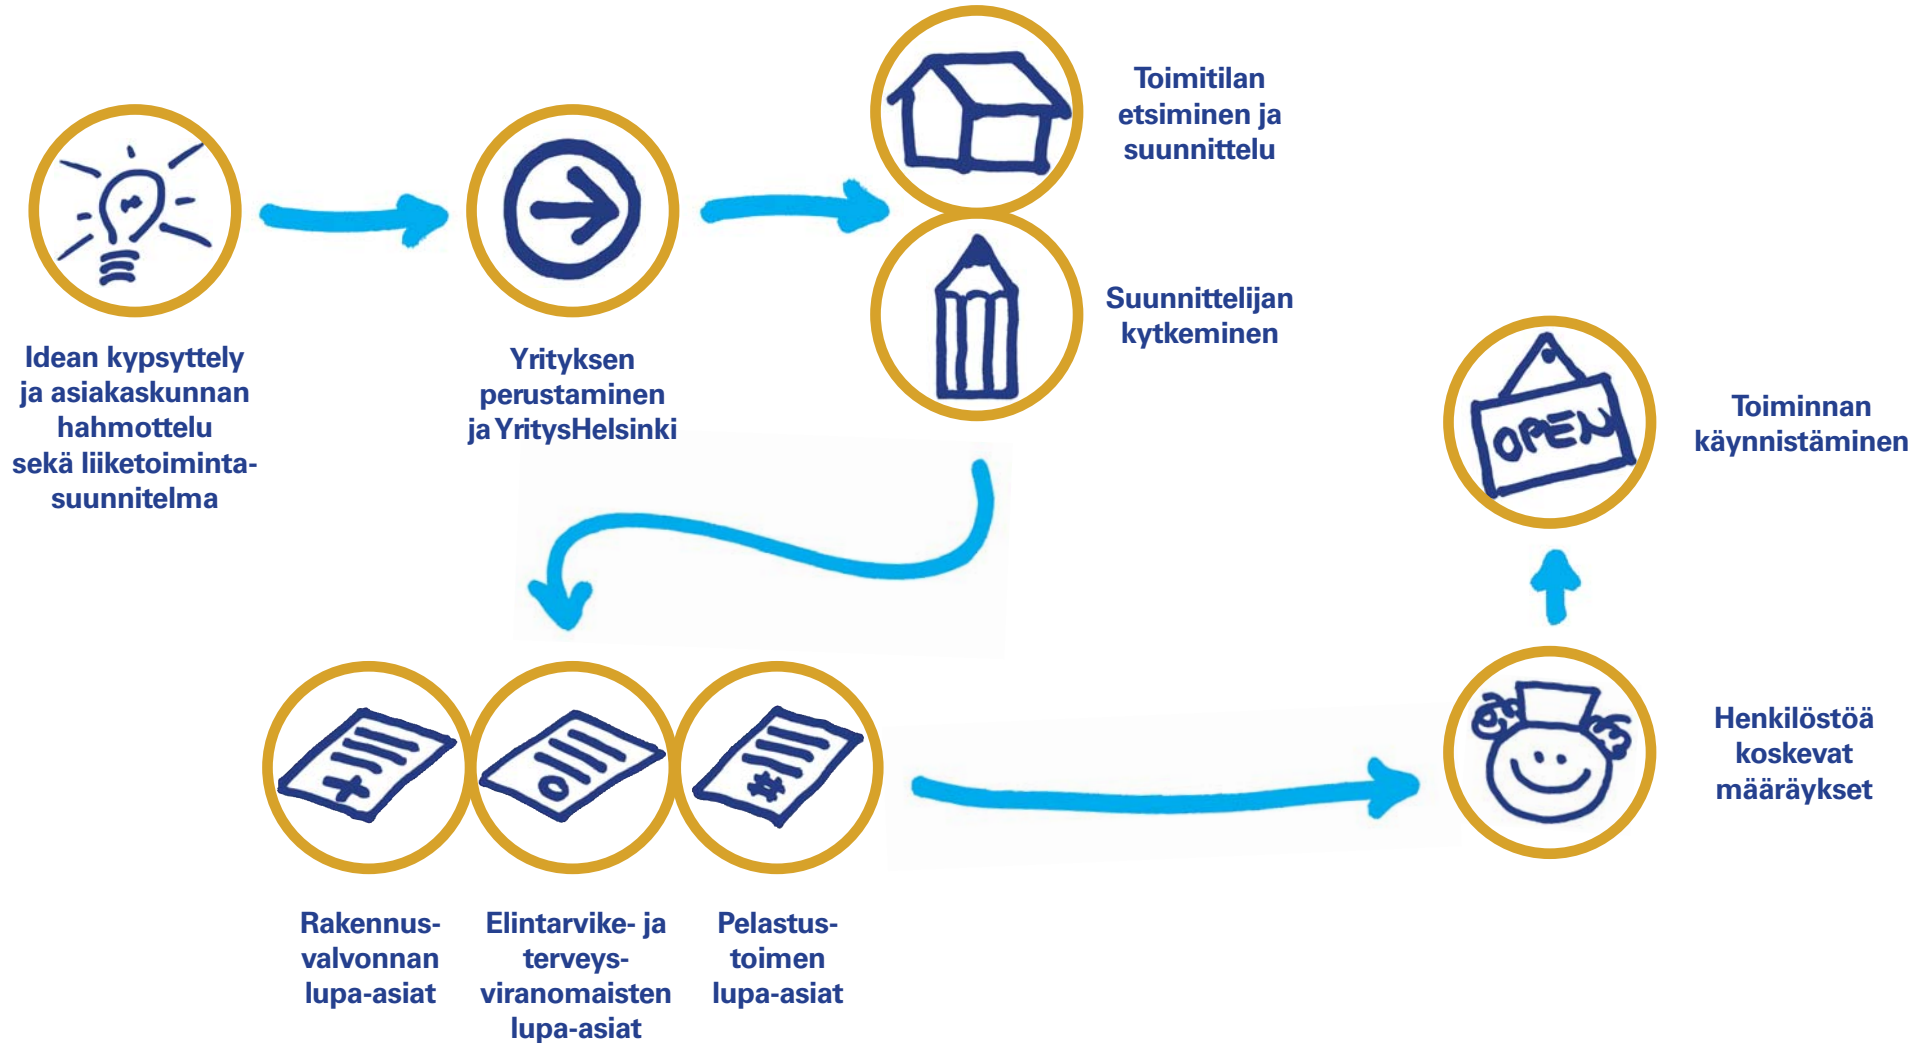 Idean kypsyttely
ja asiakaskunnan
hahmottelu
sekä liiketoiminta-
suunnitelma
Yrityksen
perustaminen
ja YritysHelsinki
Toimitilan
etsiminen ja
suunnittelu
Suunnittelijan
kytkeminen
Rakennus-
valvonnan
lupa-asiat
Elintarvike- ja
terveys-
viranomaisten
lupa-asiat
Pelastus-
toimen
lupa-asiat
Henkilöstöä
koskevat
määräykset
OPEN
Toiminnan
käynnistäminen